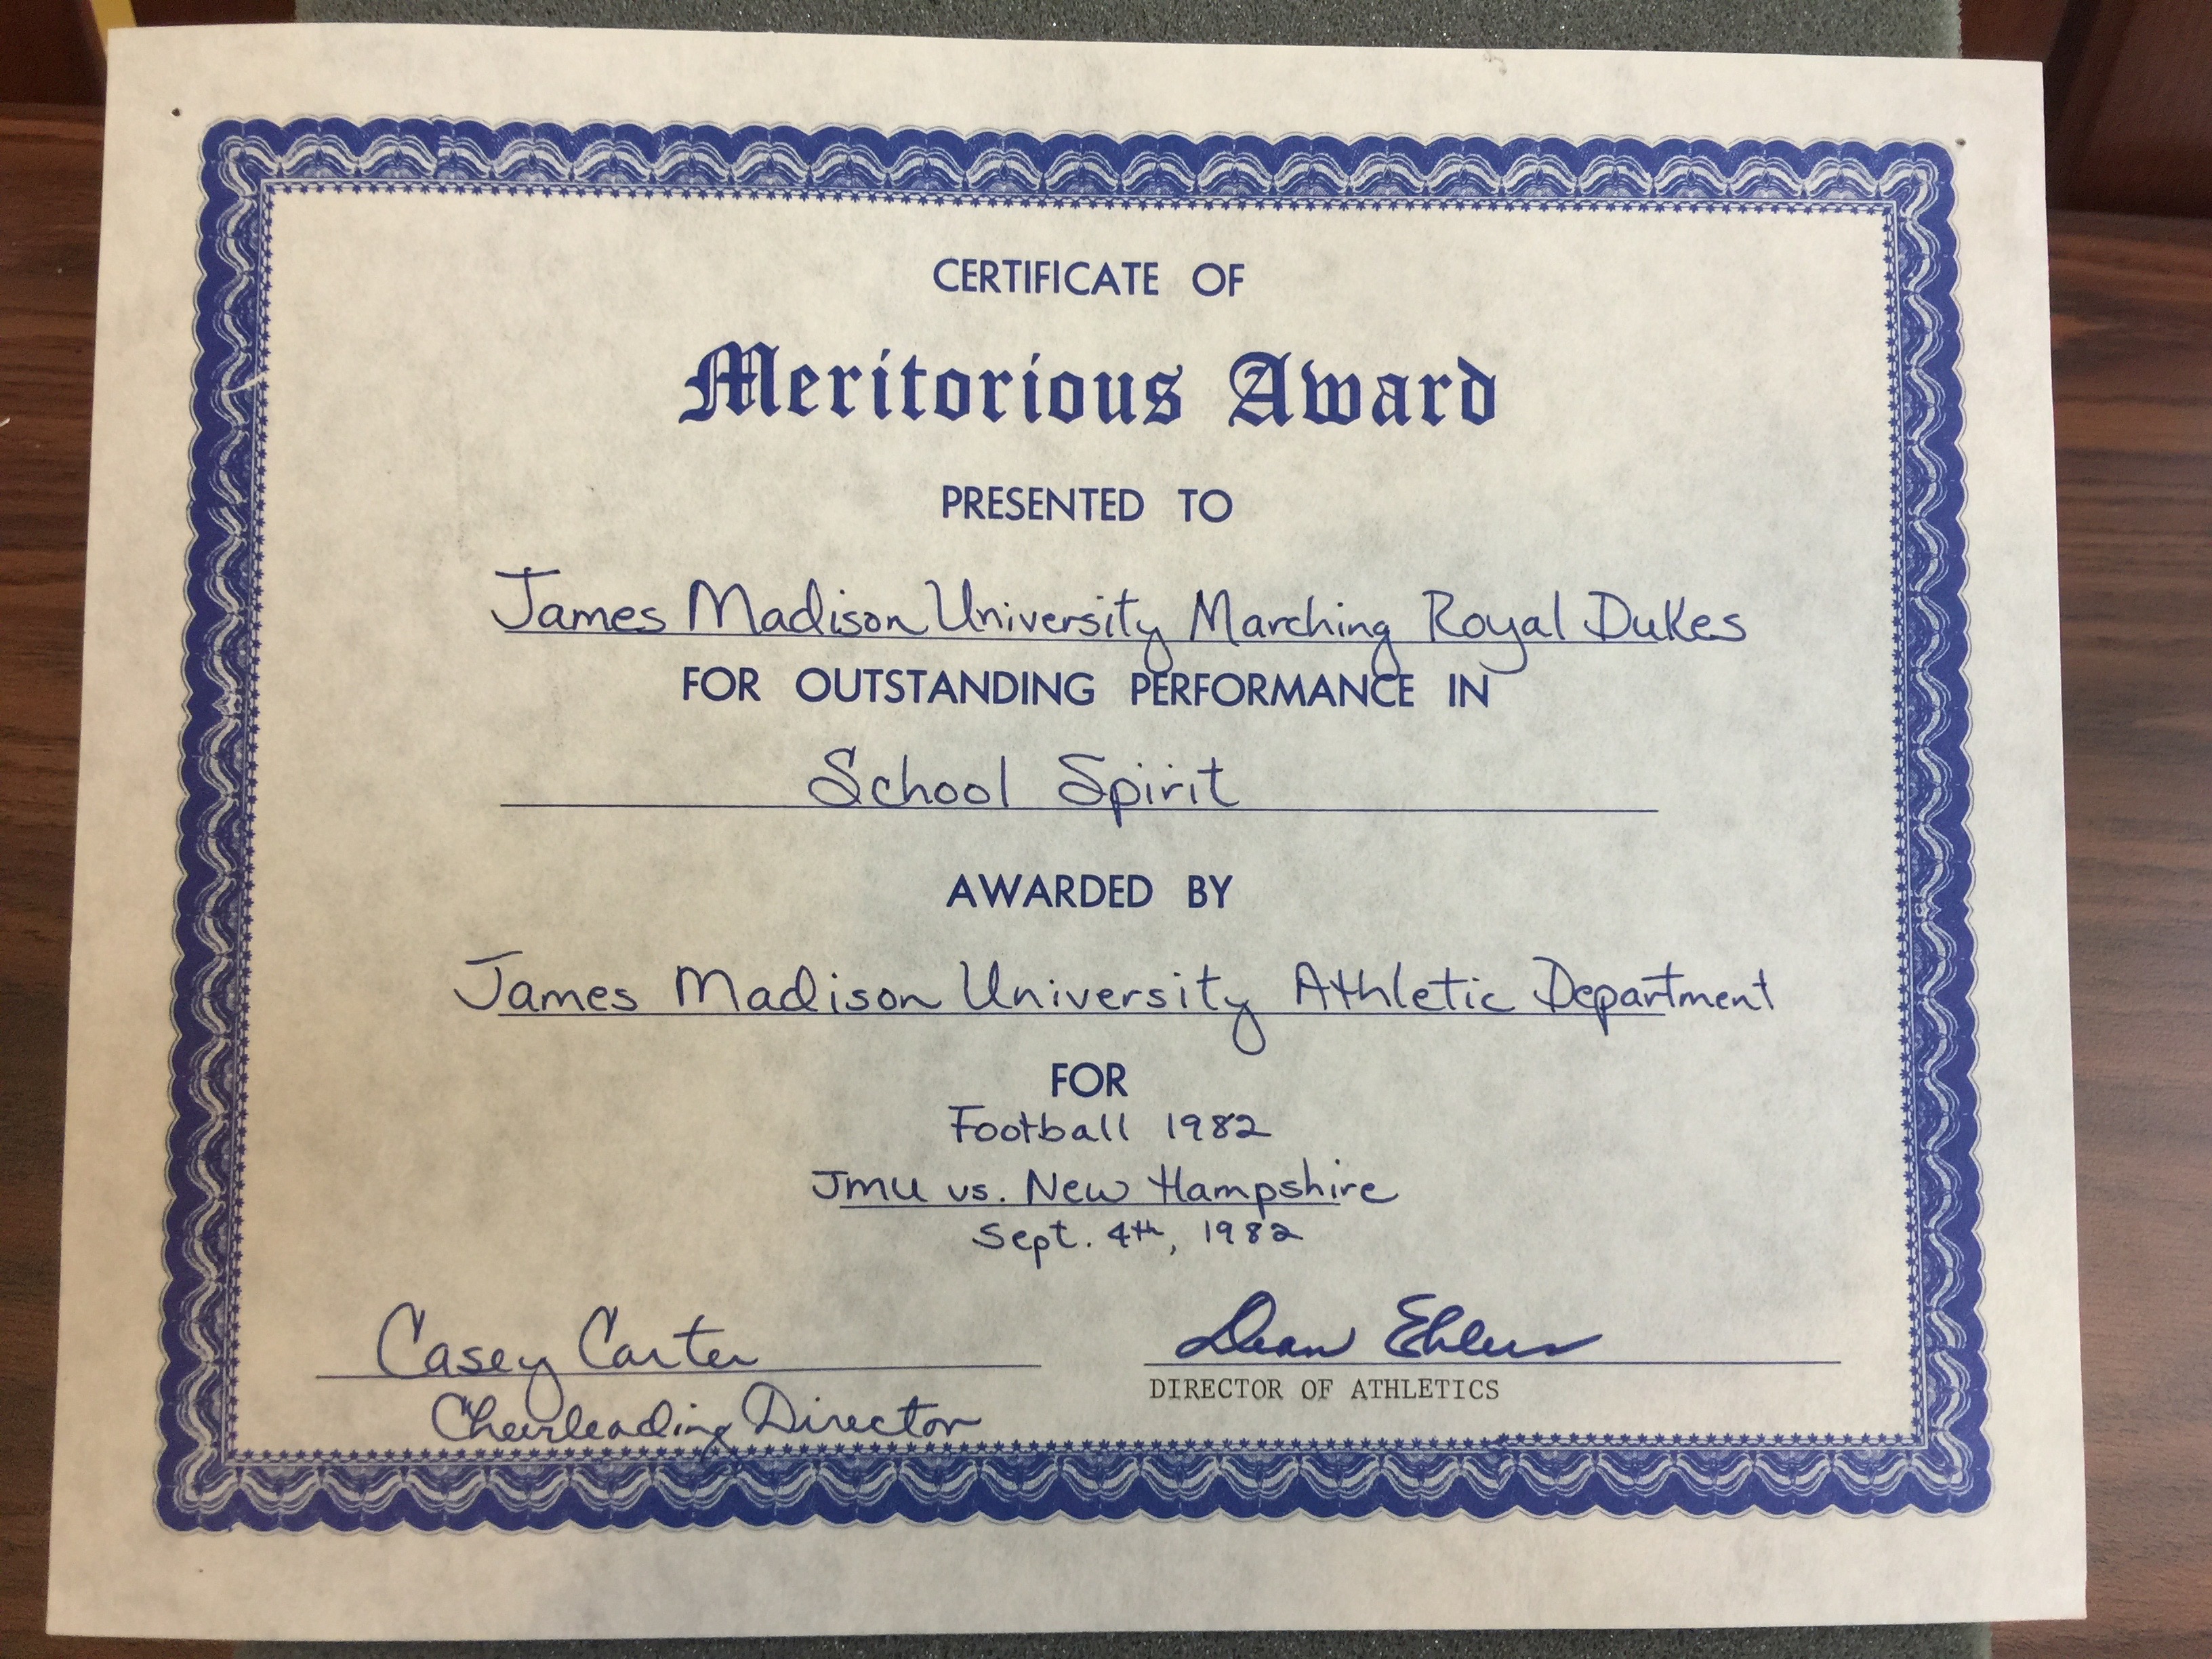 CERTIFICATE OF
Meritorious Award
PRESENTED TO
James Madison University Marching Royal Dukes
FOR OUTSTANDING PERFORMANCE IN
School Spirit
AWARDED BY
James Madison University Athletic Department
FOR
Football 1982
JMU vs. New Hampshire
Sept. 4th, 1982
Casey Carter
Dean Ehlers
Cheerleading Director
DIRECTOR OF ATHLETICS